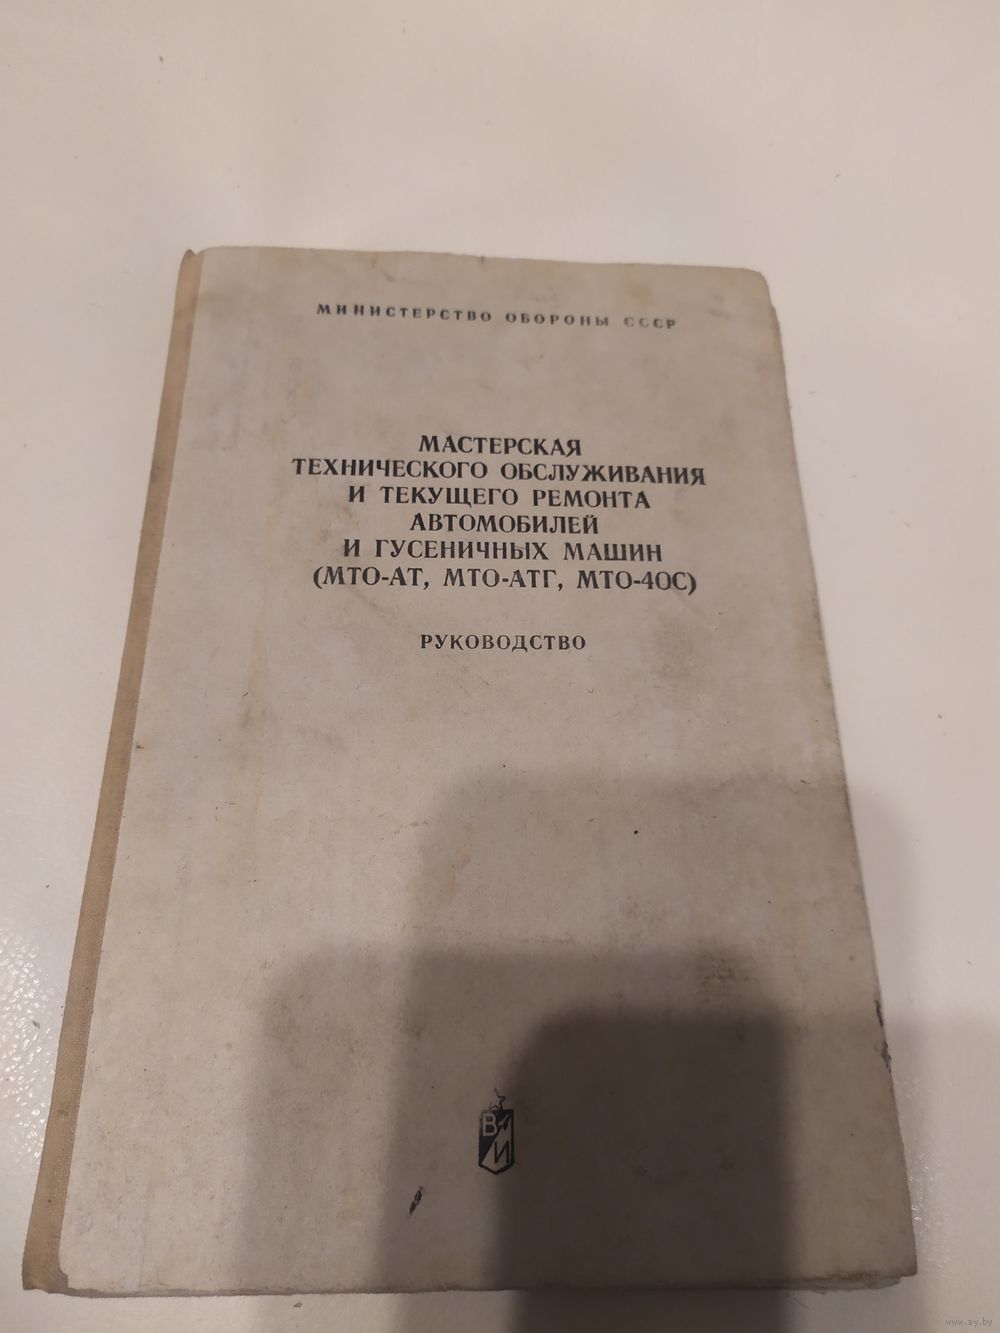 МИНИСТЕРСТВО ОБОРОНЫ СССР
МАСТЕРСКАЯ
ТЕХНИЧЕСКОГО ОБСЛУЖИВАНИЯ
И ТЕКУЩЕГО РЕМОНТА
АВТОМОБИЛЕЙ
И ГУСЕНИЧНЫХ МАШИН
(МТО-АТ, МТО-АТГ, МТО-4ОС)
РУКОВОДСТВО
В
И
www.ay.by